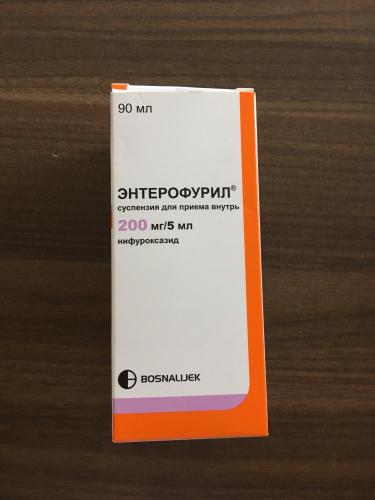 90 мл
ЭНТЕРОФУРИЛ®
суспензия для приема внутрь
200 мг/5 мл
нифуроксазид
BOSNALIJEK